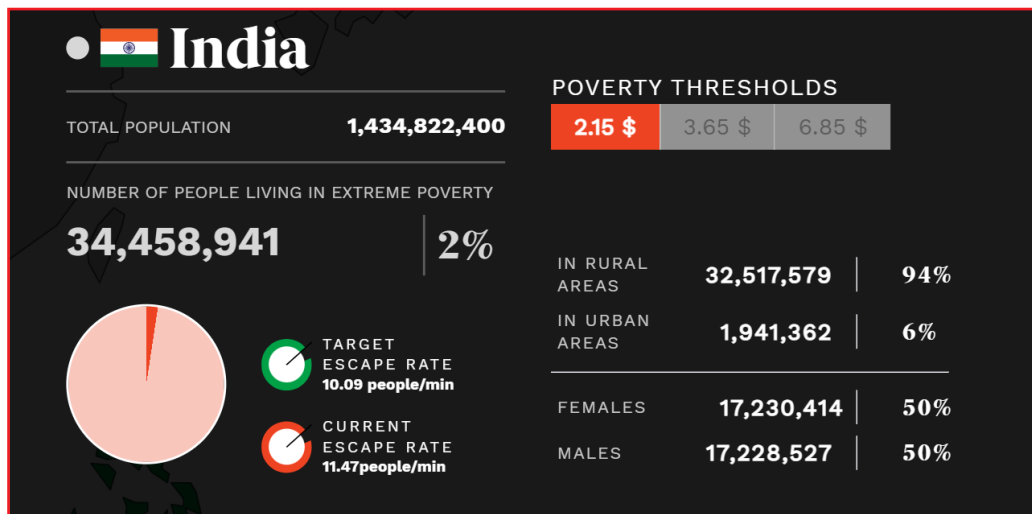 India
TOTAL POPULATION 1,434,822,400
NUMBER OF PEOPLE LIVING IN EXTREME POVERTY
34,458,941 2%
TARGET
ESCAPE RATE
10.09 people/min
CURRENT
ESCAPE RATE
11.47people/min
POVERTY THRESHOLDS
2.15 $ 3.65 $ 6.85 $
IN RURAL
AREAS 32,517,579 94%
IN URBAN
AREAS 1,941,362 6%
FEMALES 17,230,414 50%
MALES 17,228,527 50%